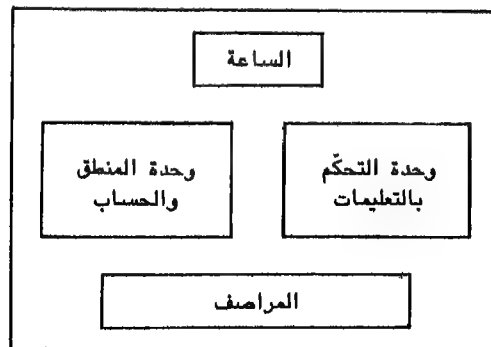 الساعة
وحدة التحكّم
بالتعليمات
وحدة المنطق
والحساب
المراصف